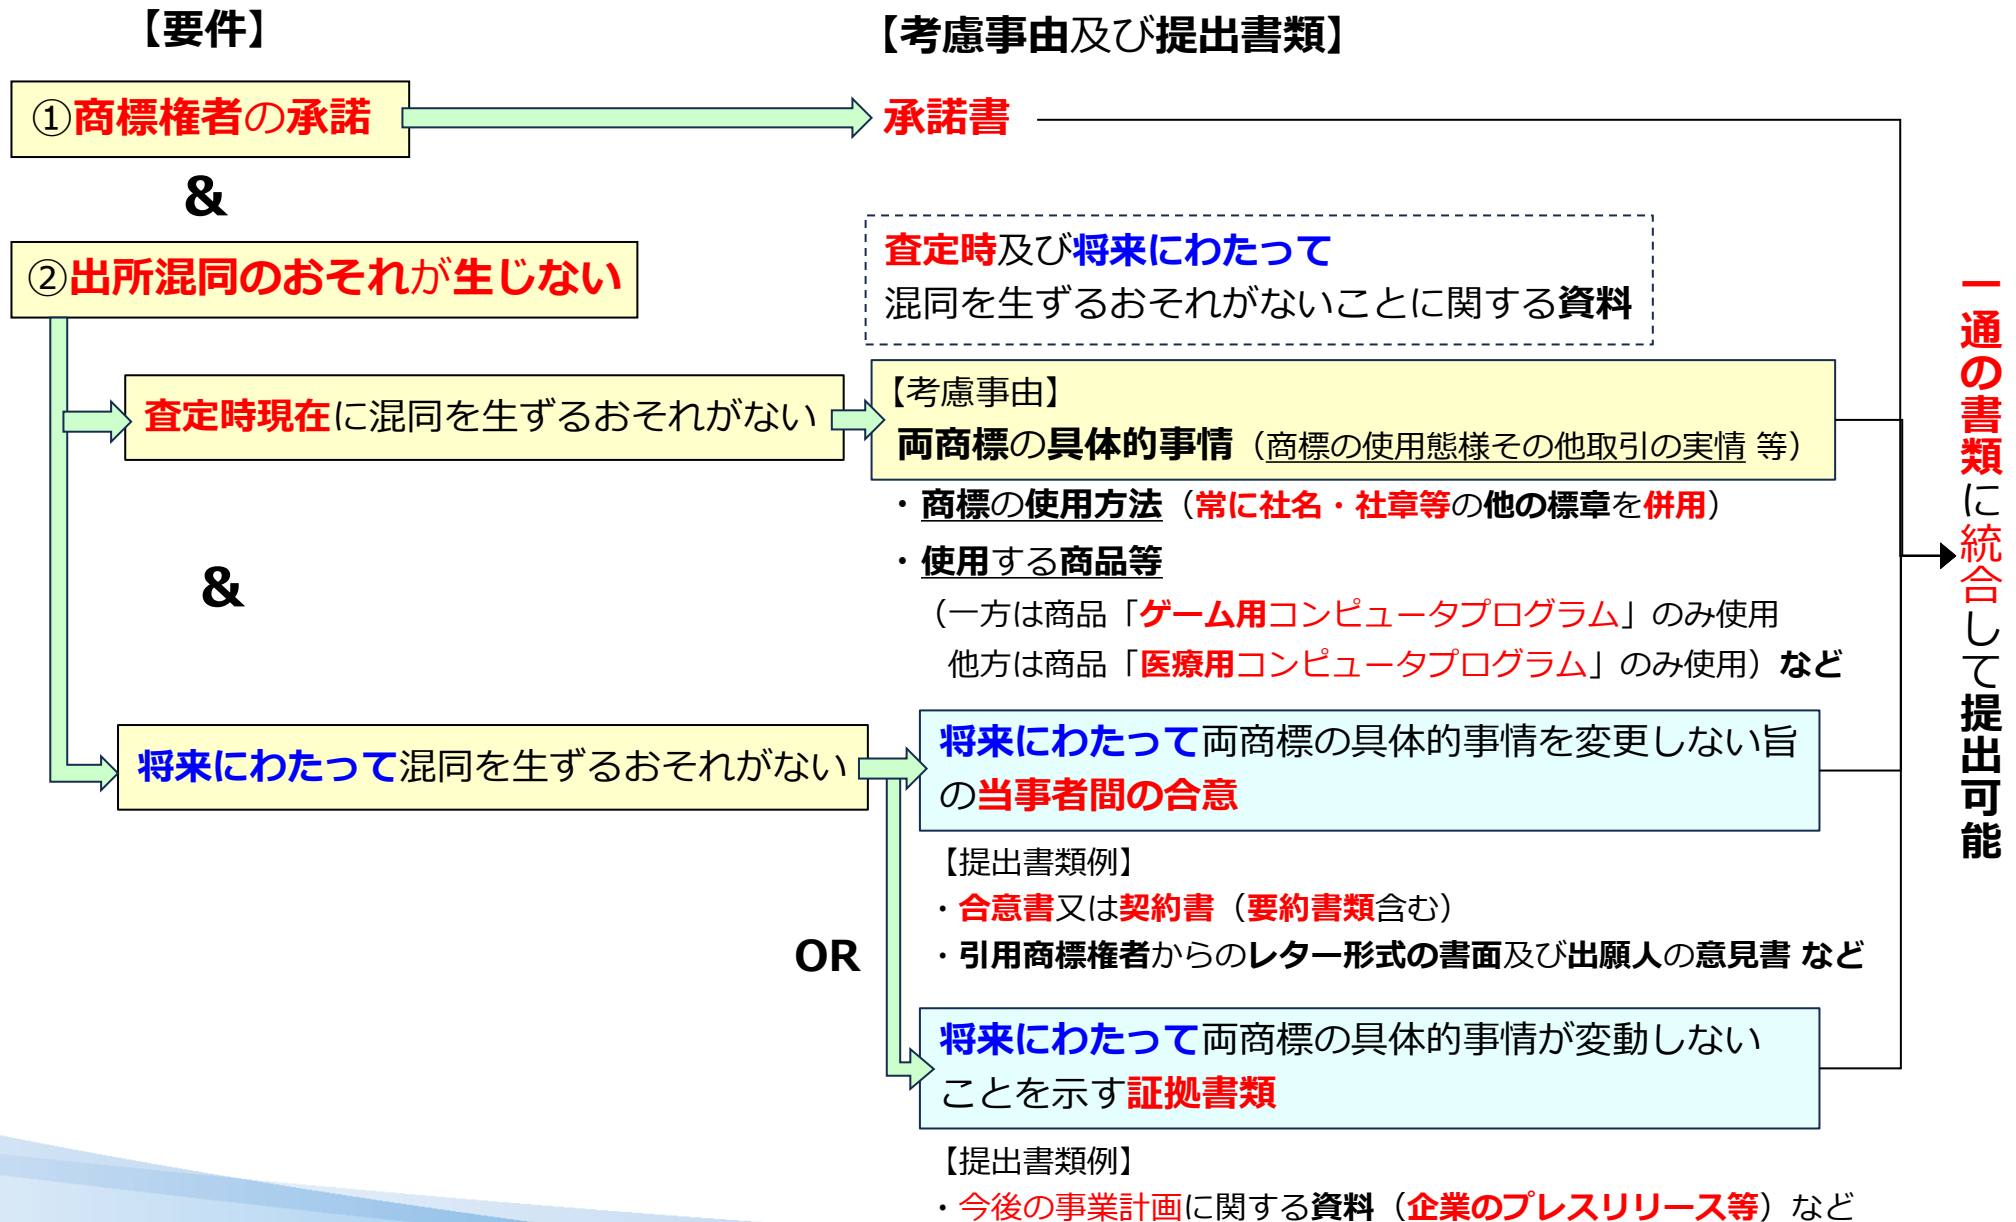 【要件】
【考慮事由及び提出書類】
①商標権者の承諾
承諾書
&
②出所混同のおそれが生じない
査定時及び将来にわたって
混同を生ずるおそれがないことに関する資料
査定時現在に混同を生ずるおそれがない
【考慮事由】
両商標の具体的事情（商標の使用態様その他取引の実情 等）
・商標の使用方法（常に社名・社章等の他の標章を併用）
・使用する商品等
（一方は商品「ゲーム用コンピュータプログラム」のみ使用
他方は商品「医療用コンピュータプログラム」のみ使用）など
&
将来にわたって混同を生ずるおそれがない
将来にわたって両商標の具体的事情を変更しない旨
の当事者間の合意
【提出書類例】
・合意書又は契約書（要約書類含む）
・引用商標権者からのレター形式の書面及び出願人の意見書 など
OR
将来にわたって両商標の具体的事情が変動しない
ことを示す証拠書類
【提出書類例】
・今後の事業計画に関する資料（企業のプレスリリース等）など
一通の書類に統合して提出可能